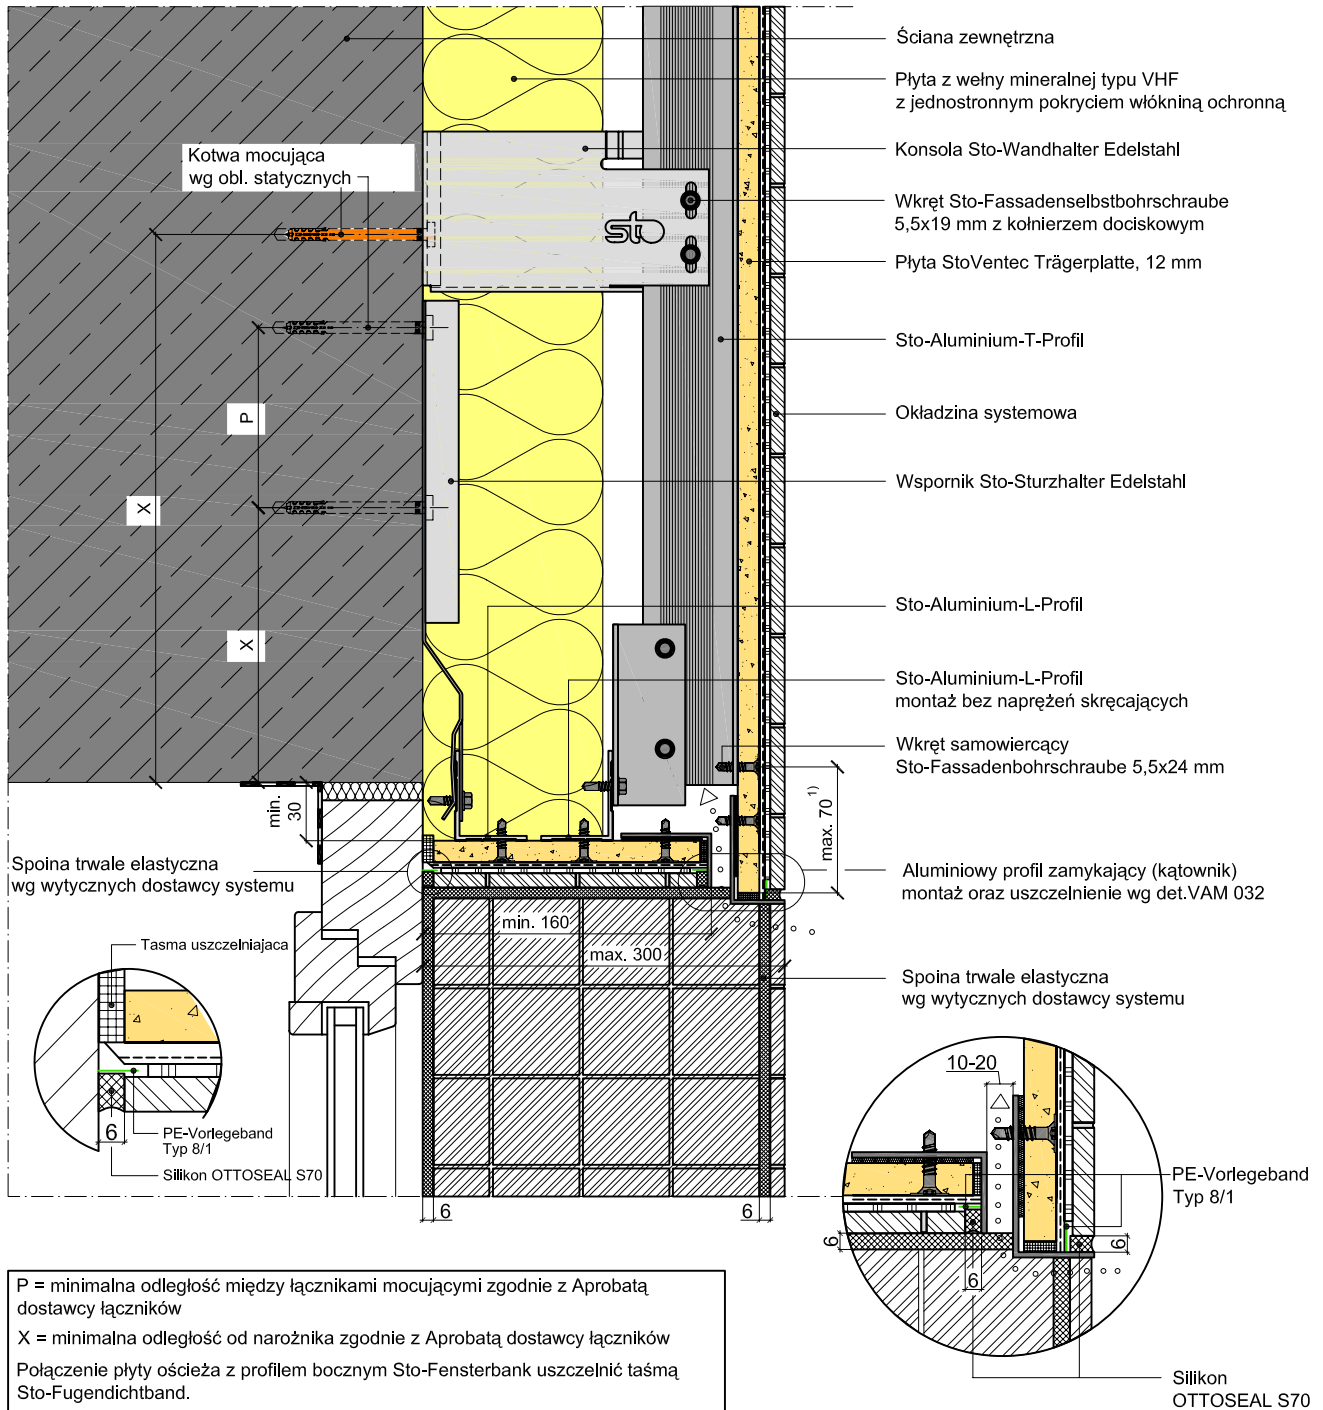 Ściana zewnętrzna
Płyta z wełny mineralnej typu VHF
z jednostronnym pokryciem włókniną ochronną
Kotwa mocująca
wg obl. statycznych
Konsola Sto-Wandhalter Edelstahl
Wkręt Sto-Fassadenselbstbohrschraube
5,5x19 mm z kołnierzem dociskowym
sto
Płyta StoVentec Trägerplatte, 12 mm
Sto-Aluminium-T-Profil
P
Okładzina systemowa
Wspornik Sto-Sturzhalter Edelstahl
X
Sto-Aluminium-L-Profil
X
Sto-Aluminium-L-Profil
montaż bez naprężeń skręcających
Wkręt samowiercący
Sto-Fassadenbohrschraube 5,5x24 mm
min.
30
max. 70 1)
Spoina trwale elastyczna
wg wytycznych dostawcy systemu
Aluminiowy profil zamykający (kątownik)
montaż oraz uszczelnienie wg det.VAM 032
min. 160
Tasma uszczelniajaca
max. 300
Spoina trwale elastyczna
wg wytycznych dostawcy systemu
10-20
6
PE-Vorlegeband
Typ 8/1
Silikon OTTOSEAL S70
PE-Vorlegeband
Typ 8/1
6
6
6
6
6
P = minimalna odległość między łącznikami mocującymi zgodnie z Aprobatą
dostawcy łączników
X = minimalna odległość od narożnika zgodnie z Aprobatą dostawcy łączników
Połączenie płyty ościeża z profilem bocznym Sto-Fensterbank uszczelnić taśmą
Sto-Fugendichtband.
Silikon
OTTOSEAL S70